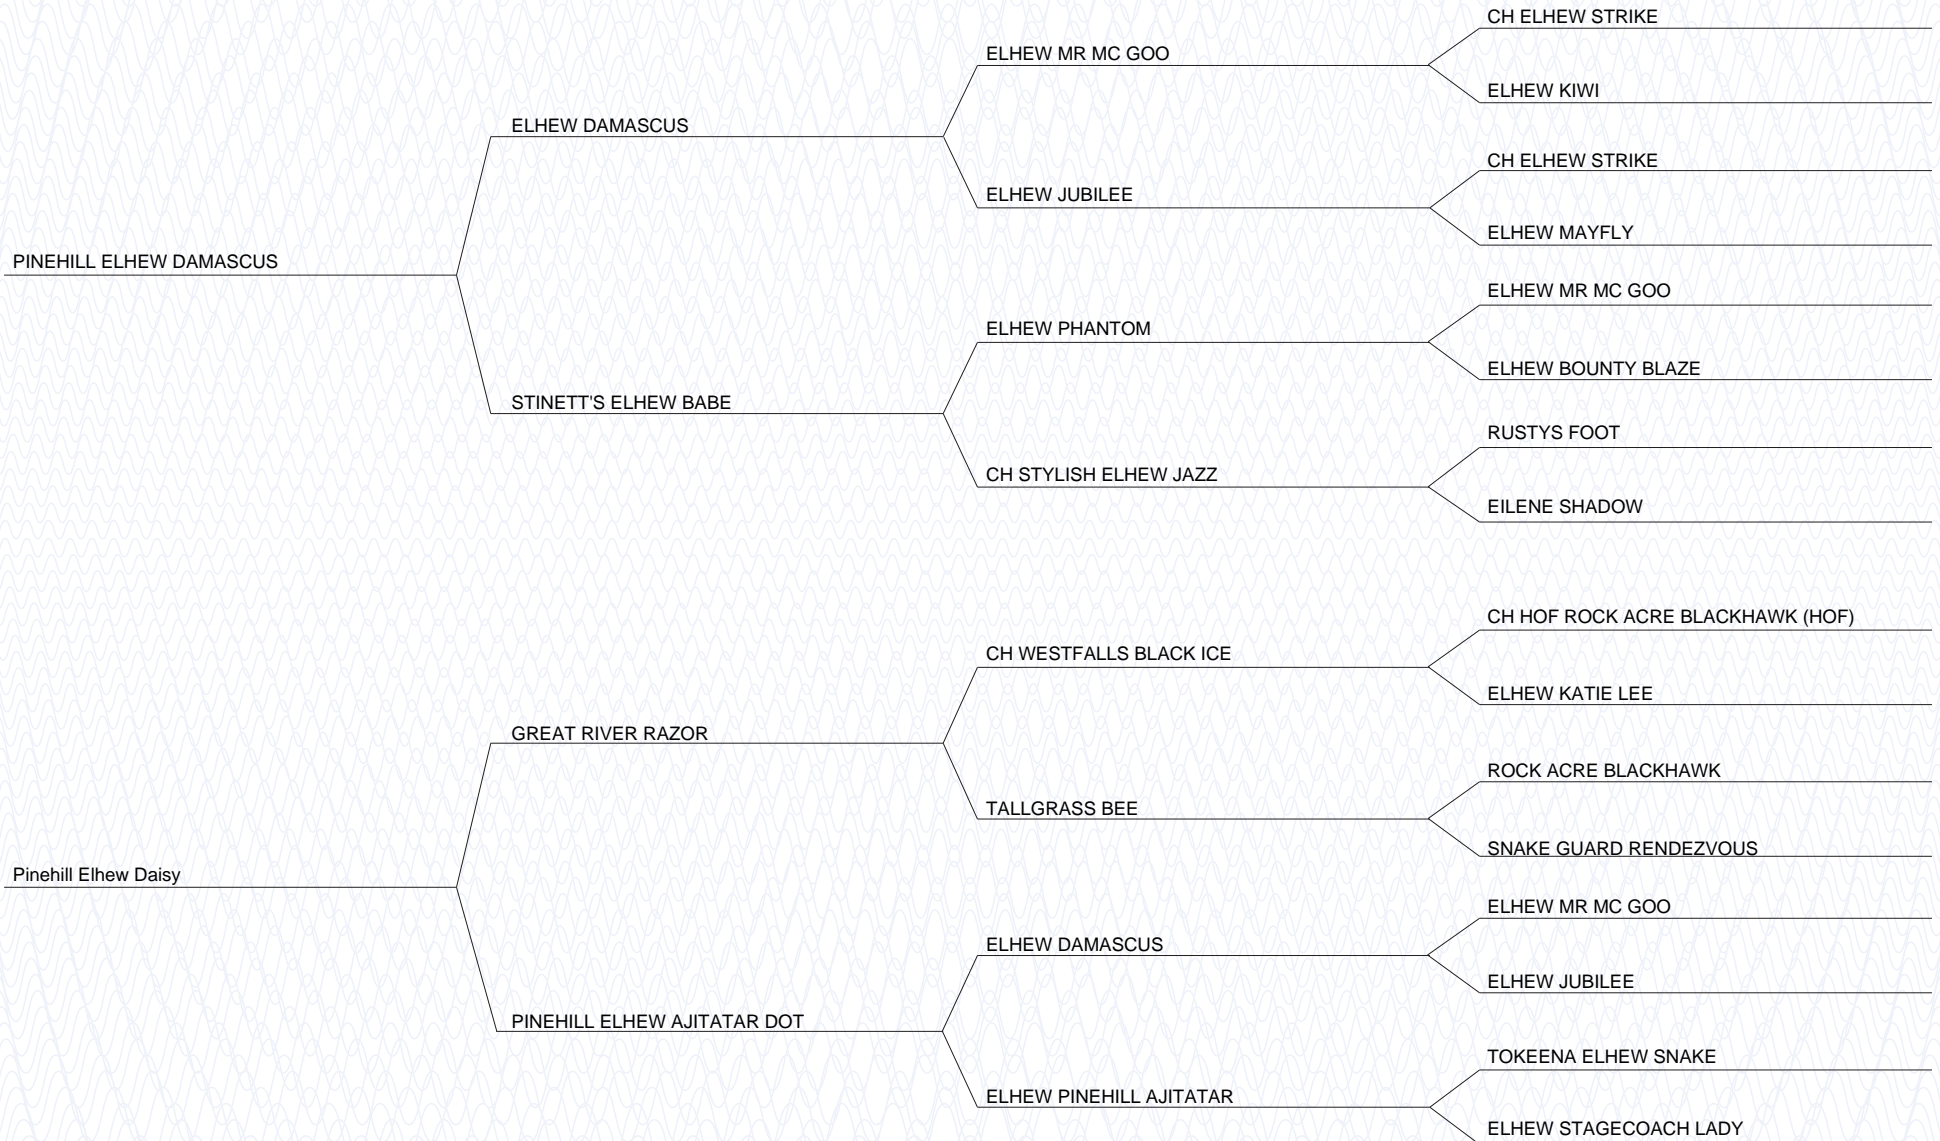 CH ELHEW STRIKE
ELHEW MR MC GOO
ELHEW KIWI
ELHEW DAMASCUS
CH ELHEW STRIKE
ELHEW JUBILEE
ELHEW MAYFLY
PINEHILL ELHEW DAMASCUS
ELHEW MR MC GOO
ELHEW PHANTOM
ELHEW BOUNTY BLAZE
STINETT'S ELHEW BABE
RUSTYS FOOT
CH STYLISH ELHEW JAZZ
EILENE SHADOW
CH HOF ROCK ACRE BLACKHAWK (HOF)
CH WESTFALLS BLACK ICE
ELHEW KATIE LEE
GREAT RIVER RAZOR
ROCK ACRE BLACKHAWK
TALLGRASS BEE
SNAKE GUARD RENDEZVOUS
Pinehill Elhew Daisy
ELHEW MR MC GOO
ELHEW DAMASCUS
ELHEW JUBILEE
PINEHILL ELHEW AJITATAR DOT
TOKEENA ELHEW SNAKE
ELHEW PINEHILL AJITATAR
ELHEW STAGECOACH LADY